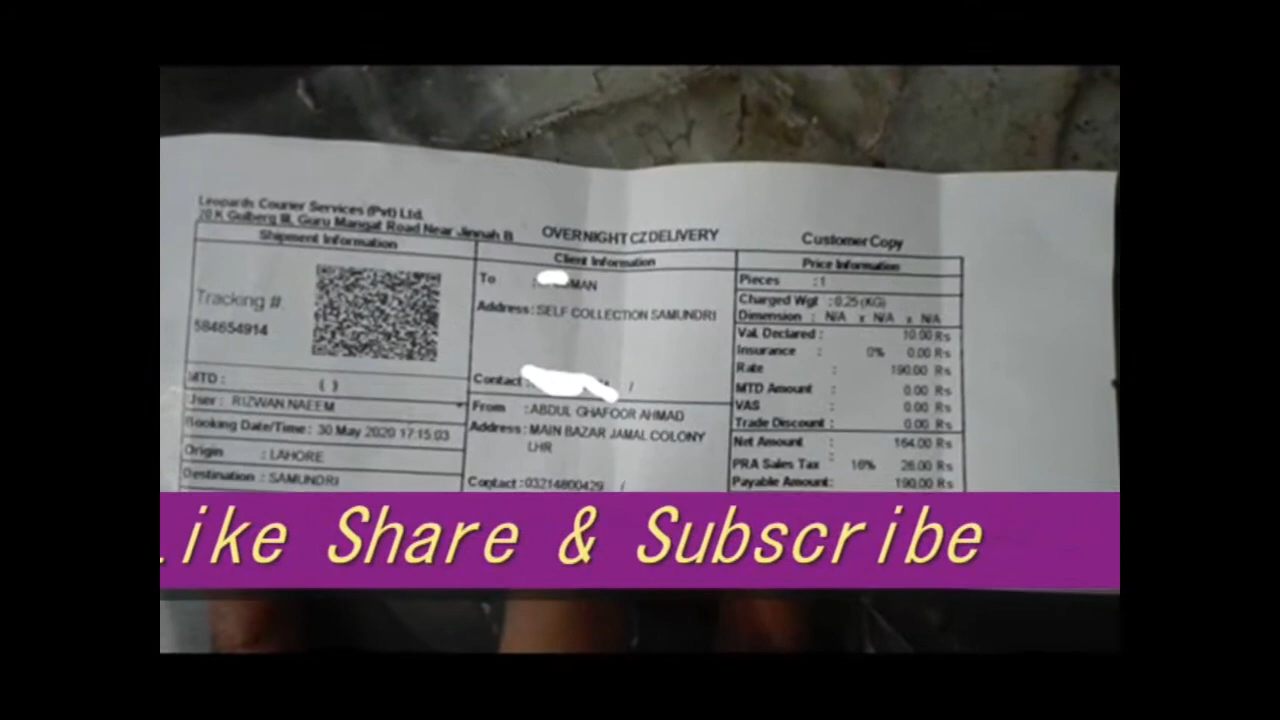 Leopards Courier Services (Pvt) Ltd.
20 K Gulberg III, Guru Mangat Road Near Jinnah B
OVERNIGHT CZ DELIVERY
Customer Copy
Shipment Information
Tracking #.
584654914
MTD : ( )
User : RIZWAN.NAEEM
Booking Date/Time : 30 May 2020 17:15:03
Origin : LAHORE
Destination : SAMUNDRI
Client Information
To : MAN
Address : SELF COLLECTION SAMUNDRI
Contact : /
From : ABDUL GHAFOOR AHMAD
Address : MAIN BAZAR JAMAL COLONY
LHR
Contact : 03214800429 /
Price Information
Pieces : 1
Charged Wgt : 0.25 (KG)
Dimension : N/A x N/A x N/A
Val. Declared : 10.00 Rs
Insurance : 0% 0.00 Rs
Rate : 190.00 Rs
MTD Amount : 0.00 Rs
VAS : 0.00 Rs
Trade Discount : 0.00 Rs
Net Amount : 164.00 Rs
PRA Sales Tax : 16% 26.00 Rs
Payable Amount: 190.00 Rs
ike Share & Subscribe